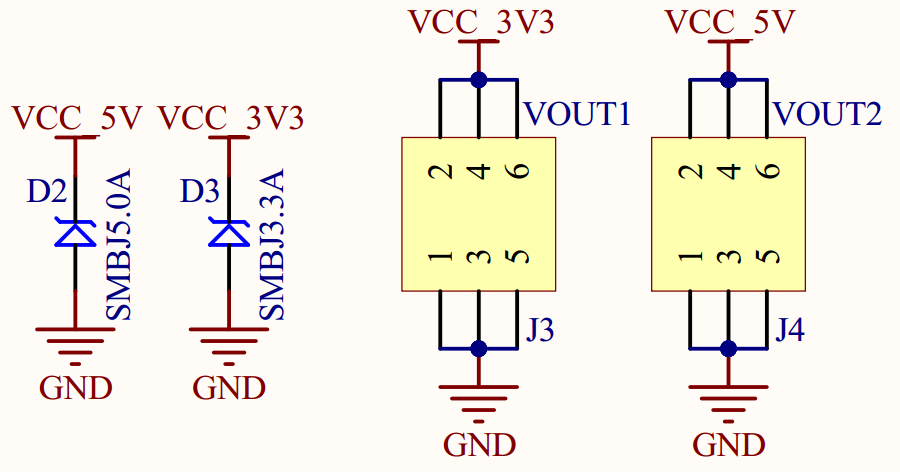 VCC_5V
D2
SMBJ5.0A
GND
VCC_3V3
D3
SMBJ3.3A
GND
VCC_3V3
VOUT1
2 4 6
1 3 5
J3
GND
VCC_5V
VOUT2
2 4 6
1 3 5
J4
GND